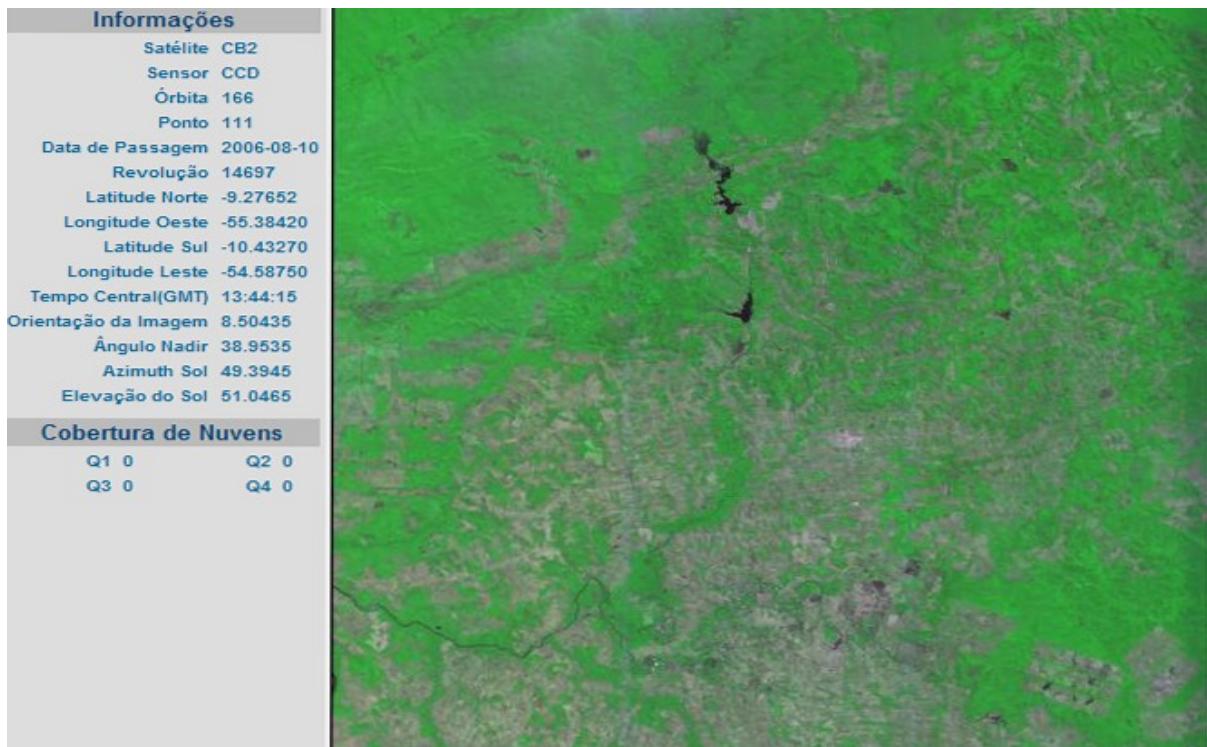 Informações
Satélite CB2
Sensor CCD
Órbita 166
Ponto 111
Data de Passagem 2006-08-10
Revolução 14697
Latitude Norte -9.27652
Longitude Oeste -55.38420
Latitude Sul -10.43270
Longitude Leste -54.58750
Tempo Central(GMT) 13:44:15
Orientação da Imagem 8.50435
Ângulo Nadir 38.9535
Azimuth Sol 49.3945
Elevação do Sol 51.0465
Cobertura de Nuvens
Q1 0 Q2 0
Q3 0 Q4 0